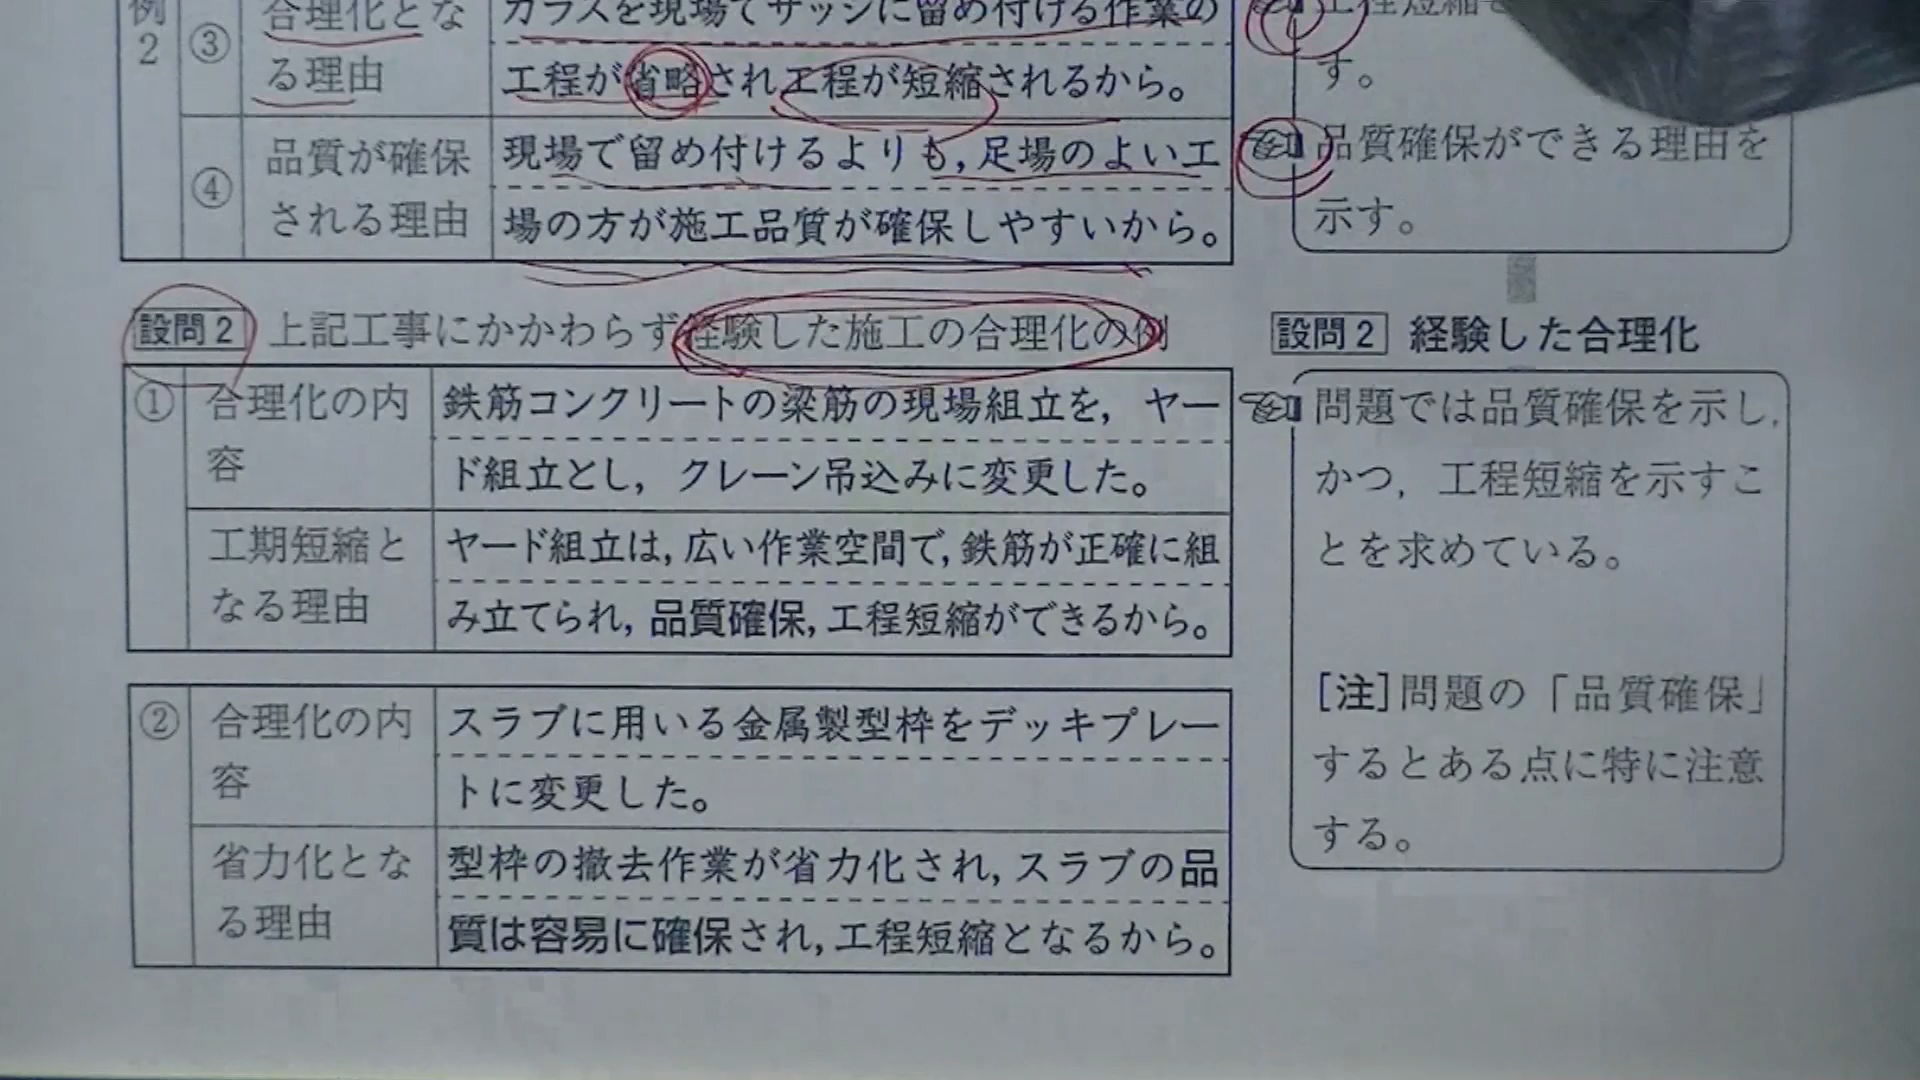 例
2
③
合理化とな
る理由
ガラスを現場でサッシに留め付ける作業の
工程が省略され工程が短縮されるから。
④
品質が確保
される理由
現場で留め付けるよりも,足場のよい工
場の方が施工品質が確保しやすいから。
す。
品質確保ができる理由を
示す。
設問2 上記工事にかかわらず経験した施工の合理化の例
①
合理化の内
容
鉄筋コンクリートの梁筋の現場組立を，ヤー
ド組立とし，クレーン吊込みに変更した。
工期短縮と
なる理由
ヤード組立は,広い作業空間で,鉄筋が正確に組
み立てられ,品質確保,工程短縮ができるから。
②
合理化の内
容
スラブに用いる金属製型枠をデッキプレー
トに変更した。
省力化とな
る理由
型枠の撤去作業が省力化され,スラブの品
質は容易に確保され,工程短縮となるから。
設問2 経験した合理化
問題では品質確保を示し,
かつ，工程短縮を示すこ
とを求めている。
[注]問題の「品質確保」
するとある点に特に注意
する。